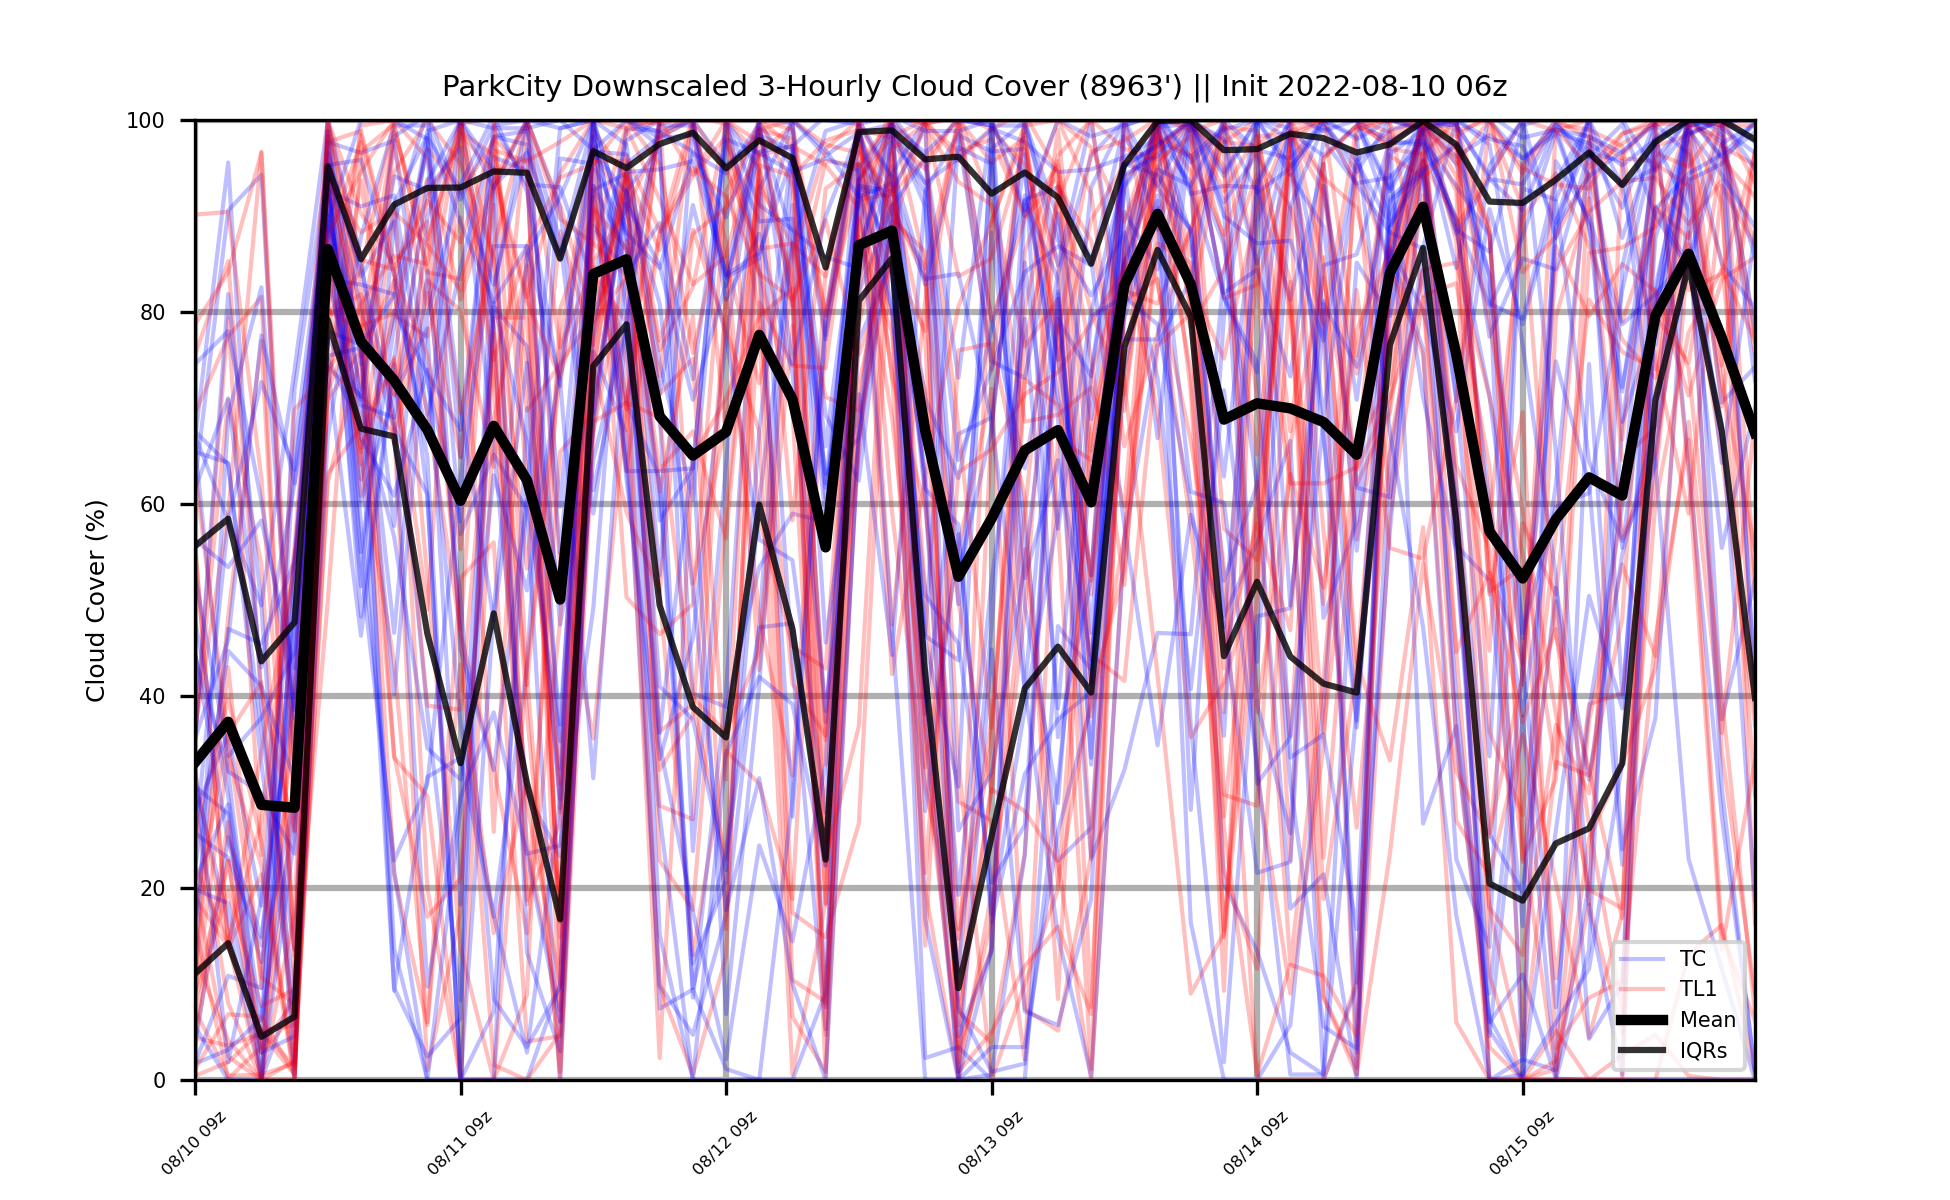 ParkCity Downscaled 3-Hourly Cloud Cover (8963') || Init 2022-08-10 06z
Cloud Cover (%)
100
80
60
40
20
0
08/10 09z
08/11 09z
08/12 09z
08/13 09z
08/14 09z
08/15 09z
TC
TL1
Mean
IQRs